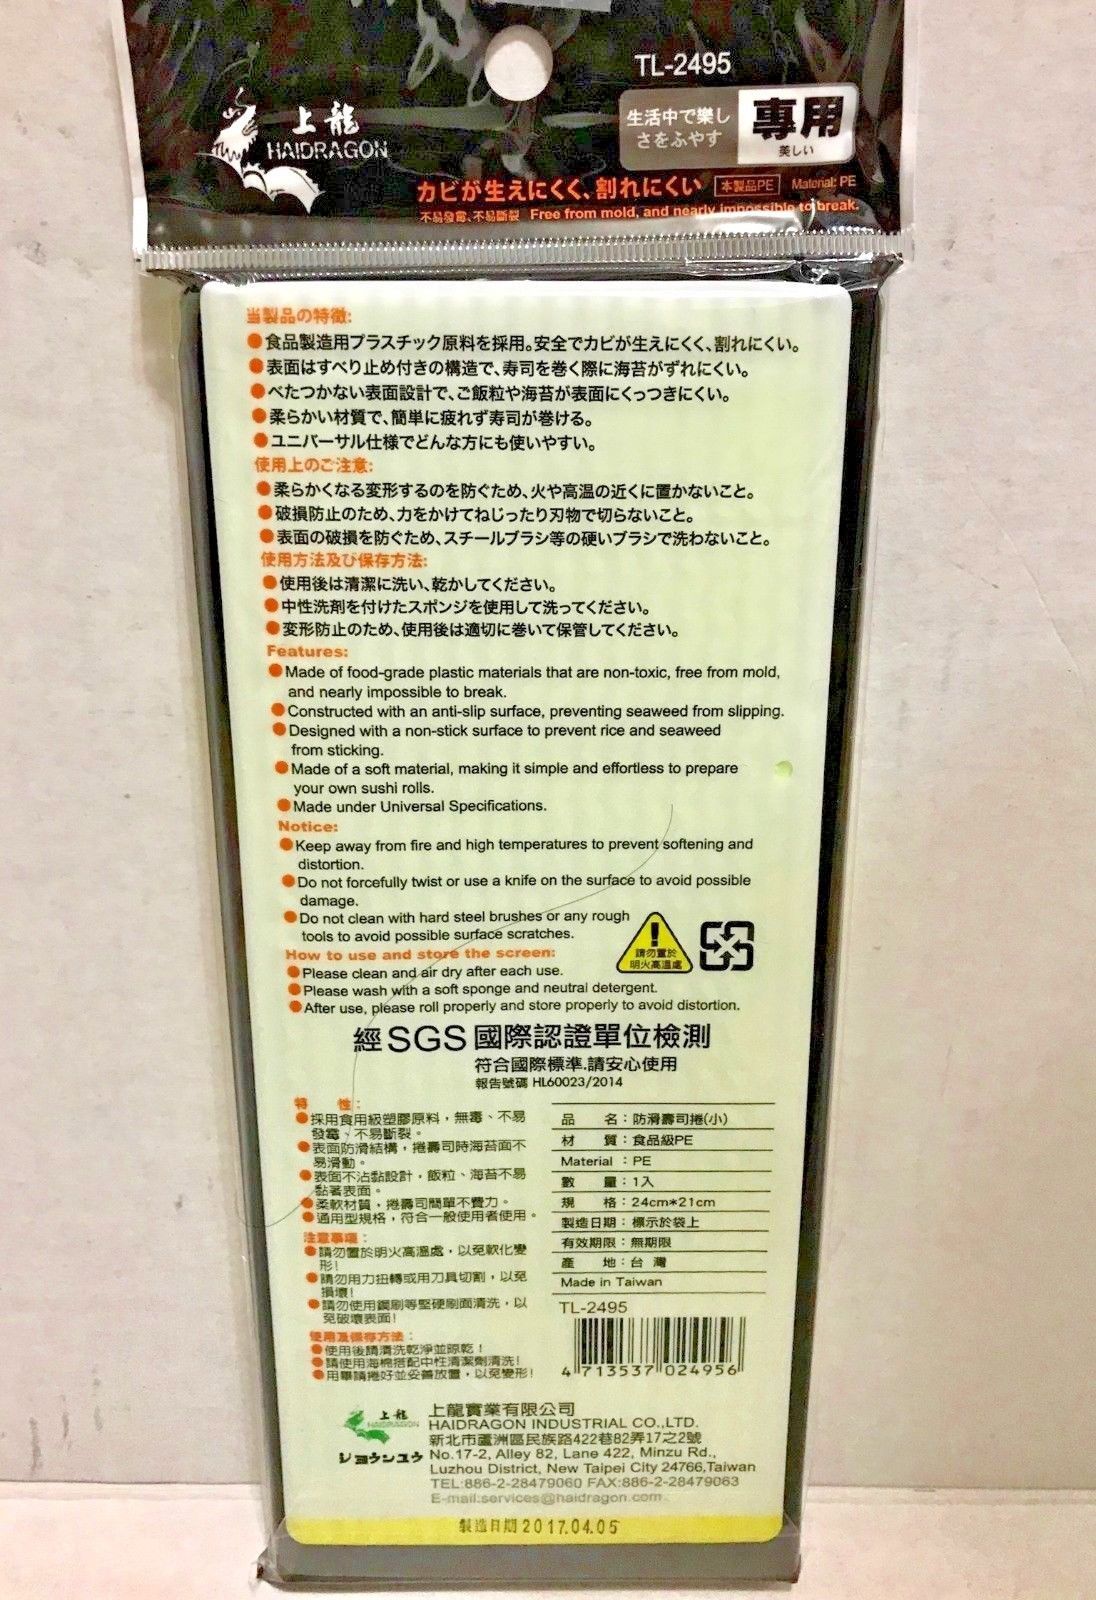 TL-2495
上龍
HAIDRAGON
生活中で樂し
さをふやす
專用
美しい
カビが生えにくく、割れにくい 本製品PE Material: PE
不易發霉、不易斷裂 Free from mold, and nearly impossible to break.
当製品の特徴:
●食品製造用プラスチック原料を採用。安全でカビが生えにくく、割れにくい。
●表面はすべり止め付きの構造で、寿司を巻く際に海苔がずれにくい。
●べたつかない表面設計で、ご飯粒や海苔が表面にくっつきにくい。
●柔らかい材質で、簡単に疲れず寿司が巻ける。
●ユニバーサル仕様でどんな方にも使いやすい。
使用上のご注意:
●柔らかくなる変形するのを防ぐため、火や高温の近くに置かないこと。
●破損防止のため、力をかけてねじったり刃物で切らないこと。
●表面の破損を防ぐため、スチールブラシ等の硬いブラシで洗わないこと。
使用方法及び保存方法:
●使用後は清潔に洗い、乾かしてください。
●中性洗剤を付けたスポンジを使用して洗ってください。
●変形防止のため、使用後は適切に巻いて保管してください。
Features:
●Made of food-grade plastic materials that are non-toxic, free from mold,
and nearly impossible to break.
●Constructed with an anti-slip surface, preventing seaweed from slipping.
●Designed with a non-stick surface to prevent rice and seaweed
from sticking.
●Made of a soft material, making it simple and effortless to prepare
your own sushi rolls.
●Made under Universal Specifications.
Notice:
●Keep away from fire and high temperatures to prevent softening and
distortion.
●Do not forcefully twist or use a knife on the surface to avoid possible
damage.
●Do not clean with hard steel brushes or any rough
tools to avoid possible surface scratches.
請勿置於
明火高溫處
How to use and store the screen:
●Please clean and air dry after each use.
●Please wash with a soft sponge and neutral detergent.
●After use, please roll properly and store properly to avoid distortion.
經SGS國際認證單位檢測
符合國際標準.請安心使用
報告號碼 HL60023/2014
特 性:
●採用食用級塑膠原料，無毒、不易
發霉、不易斷裂。
●表面防滑結構，捲壽司時海苔面不
易滑動。
●表面不沾黏設計，飯粒、海苔不易
黏著表面。
●柔軟材質，捲壽司簡單不費力。
●通用型規格，符合一般使用者使用。
注意事項：
●請勿置於明火高溫處，以免軟化變
形!
●請勿用力扭轉或用刀具切割，以免
損壞!
●請勿使用鋼刷等堅硬刷面清洗，以
免破壞表面!
使用及保存方法：
●使用後請清洗乾淨並晾乾！
●請使用海棉搭配中性清潔劑清洗!
●用畢請捲好並妥善放置，以免變形!
品 名：防滑壽司捲(小)
材 質：食品級PE
Material ：PE
數 量：1入
規 格：24cm*21cm
製造日期：標示於袋上
有效期限：無期限
產 地：台 灣
Made in Taiwan
TL-2495
4 713537 024956
上龍
HAIDRAGON
ジョウンユウ
上龍實業有限公司
HAIDRAGON INDUSTRIAL CO.,LTD.
新北市蘆洲區民族路422巷82弄17之2號
No.17-2, Alley 82, Lane 422, Minzu Rd.,
Luzhou District, New Taipei City 24766,Taiwan
TEL:886-2-28479060 FAX:886-2-28479063
E-mail:services@haidragon.com
製造日期 2017.04.05